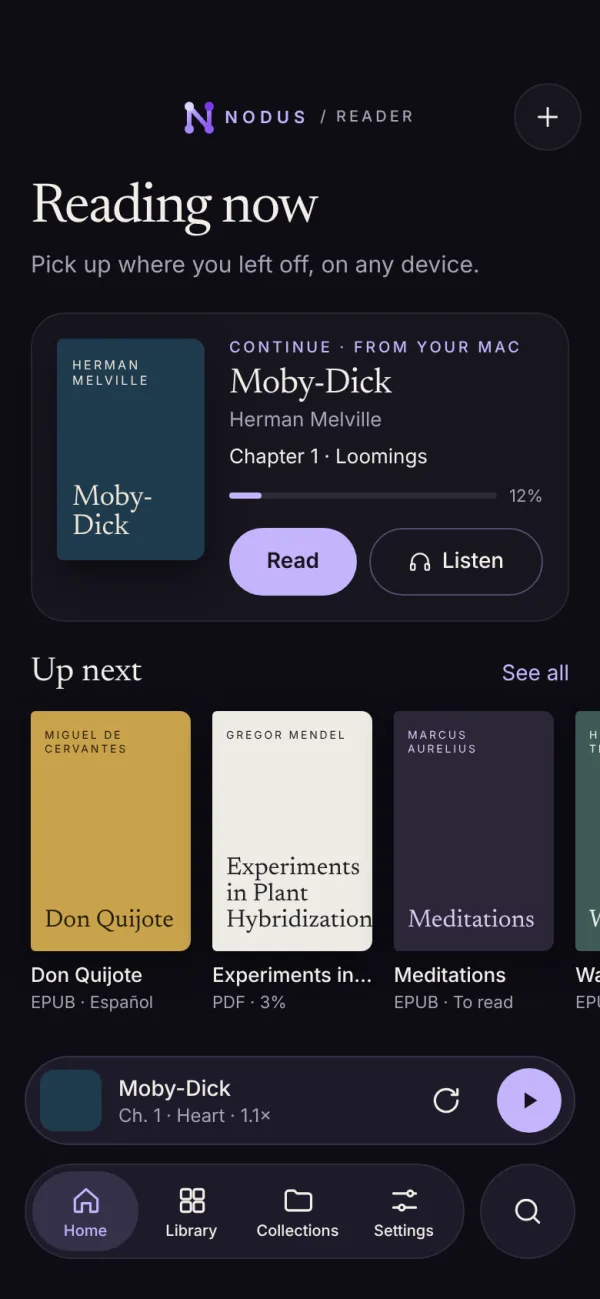 NODUS / READER
Reading now
Pick up where you left off, on any device.
HERMAN
MELVILLE
Moby-
Dick
CONTINUE · FROM YOUR MAC
Moby-Dick
Herman Melville
Chapter 1 · Loomings
12%
Read
Listen
Up next
See all
MIGUEL DE
CERVANTES
Don Quijote
GREGOR MENDEL
Experiments
in Plant
Hybridization
MARCUS
AURELIUS
Meditations
Don Quijote
EPUB · Español
Experiments in...
PDF · 3%
Meditations
EPUB · To read
Moby-Dick
Ch. 1 · Heart · 1.1×
Home
Library
Collections
Settings